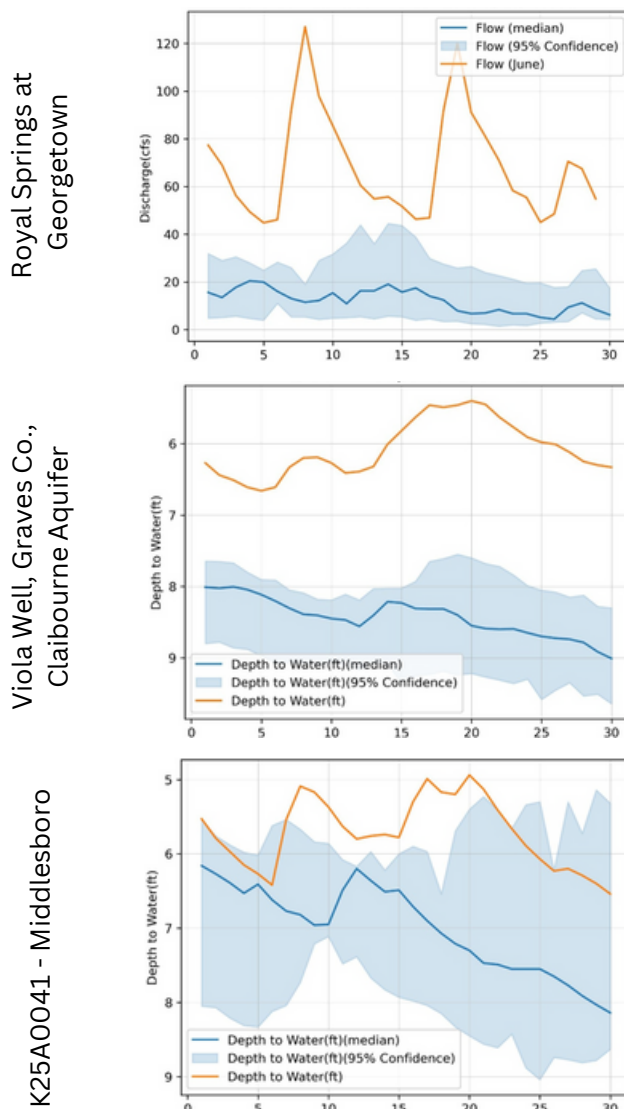 Royal Springs at
Georgetown
Discharge(cfs)
120
100
80
60
40
20
0
Flow (median)
Flow (95% Confidence)
Flow (June)
0 5 10 15 20 25 30
Viola Well, Graves Co.,
Claibourne Aquifer
Depth to Water(ft)
6
7
8
9
Depth to Water(ft)(median)
Depth to Water(ft)(95% Confidence)
Depth to Water(ft)
0 5 10 15 20 25 30
K25A0041 - Middlesboro
Depth to Water(ft)
5
6
7
8
9
Depth to Water(ft)(median)
Depth to Water(ft)(95% Confidence)
Depth to Water(ft)
0 5 10 15 20 25 30